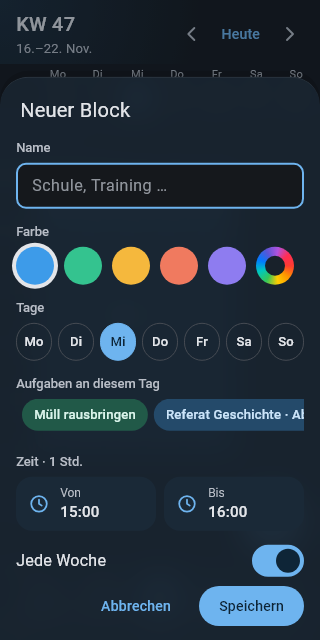 KW 47
16.–22. Nov.
Heute
Mo Di Mi Do Fr Sa So
Neuer Block
Name
Schule, Training …
Farbe
Tage
Mo Di Mi Do Fr Sa So
Aufgaben an diesem Tag
Müll rausbringen
Referat Geschichte · Ab
Zeit · 1 Std.
Von
15:00
Bis
16:00
Jede Woche
Abbrechen
Speichern